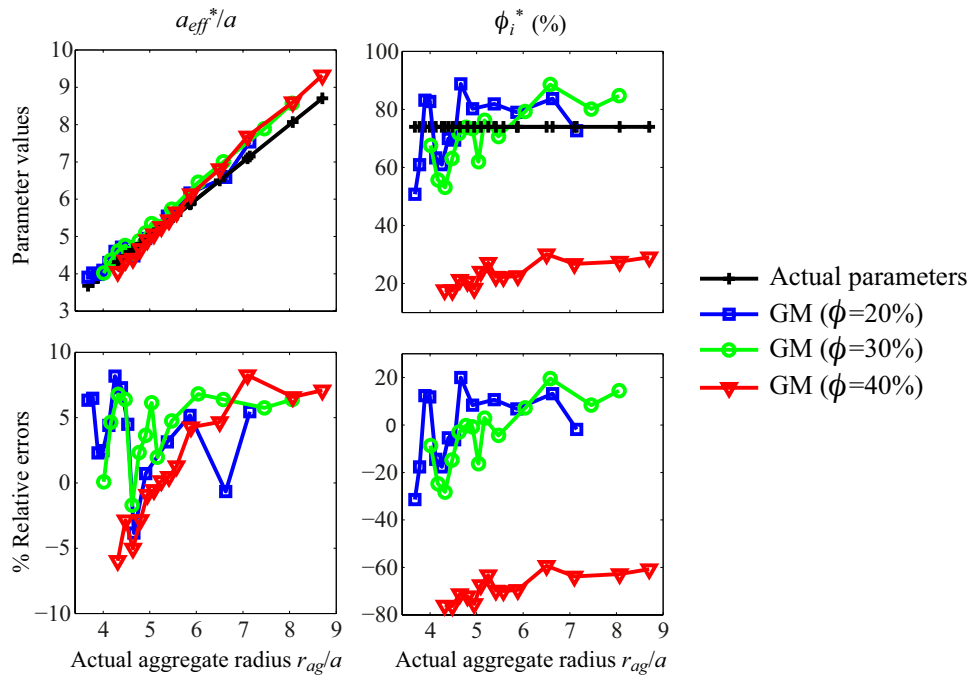 a_eff*/a
ϕ_i* (%)
Parameter values
10
9
8
7
6
5
4
3
100
80
60
40
20
Actual parameters
GM (ϕ=20%)
GM (ϕ=30%)
GM (ϕ=40%)
% Relative errors
10
5
0
−5
−10
20
0
−20
−40
−60
−80
4 5 6 7 8 9
4 5 6 7 8 9
Actual aggregate radius r_ag/a
Actual aggregate radius r_ag/a